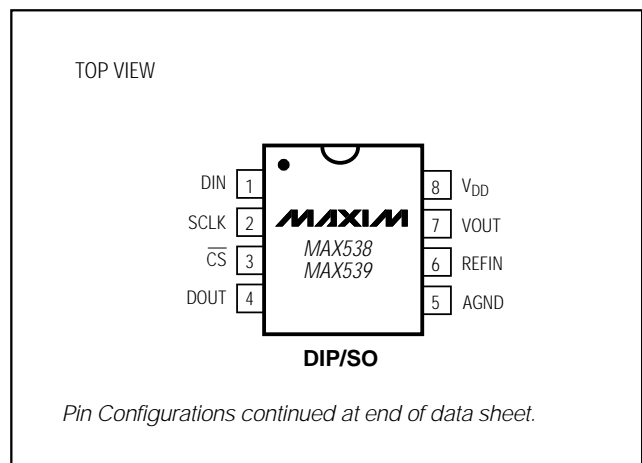 TOP VIEW
DIN 1
SCLK 2
CS 3
DOUT 4
MAXIM
MAX538
MAX539
8 VDD
7 VOUT
6 REFIN
5 AGND
DIP/SO
Pin Configurations continued at end of data sheet.